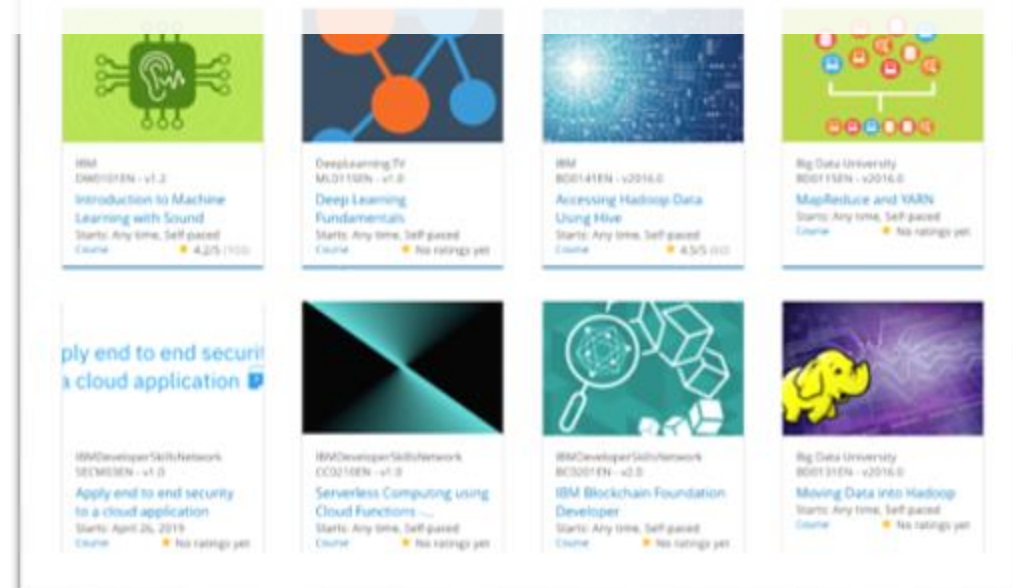 IBM
DW0101EN - v1.2
Introduction to Machine
Learning with Sound
Starts: Any time, Self-paced
Course 4.2/5
DeepLearning.TV
ML0115EN - v1.0
Deep Learning
Fundamentals
Starts: Any time, Self-paced
Course No ratings yet
IBM
BD0141EN - v2016.0
Accessing Hadoop Data
Using Hive
Starts: Any time, Self-paced
Course 4.5/5
Big Data University
BD0115EN - v2016.0
MapReduce and YARN
Starts: Any time, Self-paced
Course No ratings yet
ply end to end securit
a cloud application
IBMDeveloperSkillsNetwork
SECM03EN - v1.0
Apply end to end security
to a cloud application
Starts: April 26, 2019
Course No ratings yet
IBMDeveloperSkillsNetwork
CC0210EN - v1.0
Serverless Computing using
Cloud Functions -...
Starts: Any time, Self-paced
Course No ratings yet
IBMDeveloperSkillsNetwork
BC0201EN - v2.0
IBM Blockchain Foundation
Developer
Starts: Any time, Self-paced
Course No ratings yet
Big Data University
BD0131EN - v2016.0
Moving Data into Hadoop
Starts: Any time, Self-paced
Course No ratings yet